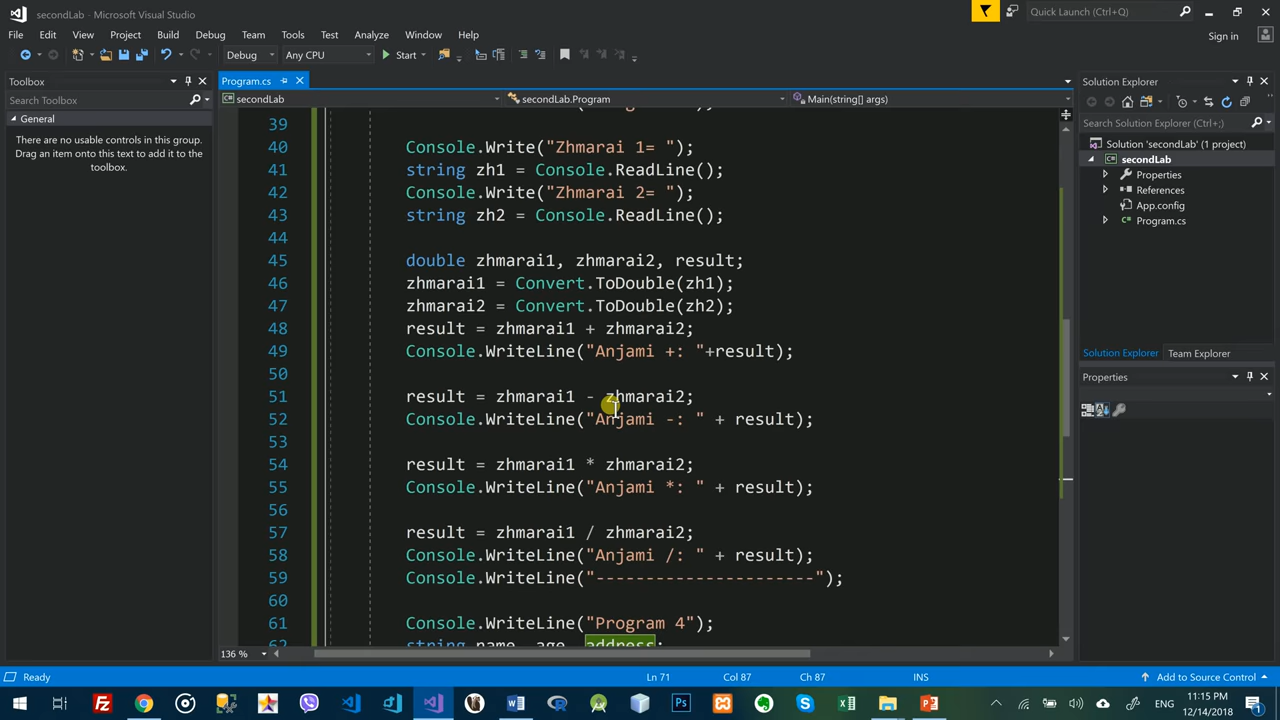 secondLab - Microsoft Visual Studio
Quick Launch (Ctrl+Q)
File Edit View Project Build Debug Team Tools Test Analyze Window Help
Sign in
Debug Any CPU Start
Toolbox
Program.cs
Solution Explorer
Search Toolbox
secondLab secondLab.Program Main(string[] args)
General
There are no usable controls in this group.
Drag an item onto this text to add it to the
toolbox.
Search Solution Explorer (Ctrl+;)
Solution 'secondLab' (1 project)
secondLab
Properties
References
App.config
Program.cs
39
40 Console.Write("Zhmarai 1= ");
41 string zh1 = Console.ReadLine();
42 Console.Write("Zhmarai 2= ");
43 string zh2 = Console.ReadLine();
44
45 double zhmarai1, zhmarai2, result;
46 zhmarai1 = Convert.ToDouble(zh1);
47 zhmarai2 = Convert.ToDouble(zh2);
48 result = zhmarai1 + zhmarai2;
49 Console.WriteLine("Anjami +: "+result);
50
51 result = zhmarai1 - zhmarai2;
52 Console.WriteLine("Anjami -: " + result);
53
54 result = zhmarai1 * zhmarai2;
55 Console.WriteLine("Anjami *: " + result);
56
57 result = zhmarai1 / zhmarai2;
58 Console.WriteLine("Anjami /: " + result);
59 Console.WriteLine("----------------------");
60
61 Console.WriteLine("Program 4");
62 string name, age, address;
Solution Explorer Team Explorer
Properties
136 %
Ready Ln 71 Col 87 Ch 87 INS Add to Source Control
ENG
11:15 PM
12/14/2018